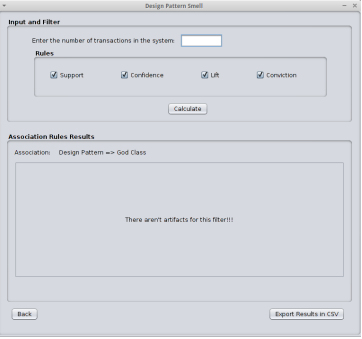 Design Pattern Smell
Input and Filter
Enter the number of transactions in the system:
Rules
Support
Confidence
Lift
Conviction
Calculate
Association Rules Results
Association: Design Pattern => God Class
There aren't artifacts for this filter!!!
Back
Export Results in CSV